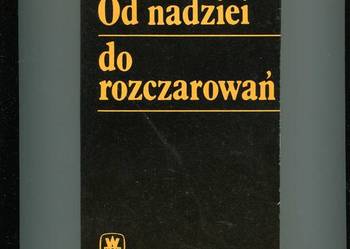 Od nadziei
do
rozczarowań